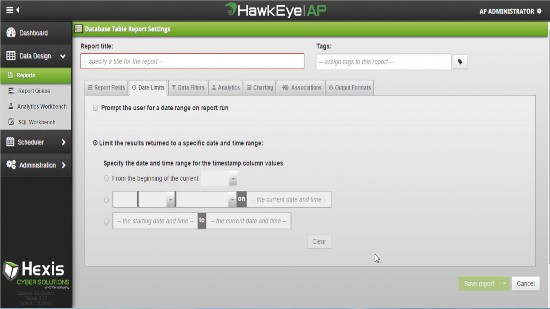 HawkEye AP
AP ADMINISTRATOR
Dashboard
Data Design
Reports
Report Queue
Analytics Workbench
SQL Workbench
Scheduler
Administration
Database Table Report Settings
Report title:
Tags:
-- specify a title for the report --
-- assign tags to this report --
Report Fields
Date Limits
Data Filters
Analytics
Charting
Associations
Output Formats
Prompt the user for a date range on report run
Limit the results returned to a specific date and time range:
Specify the date and time range for the timestamp column values
From the beginning of the current
on
-- the current date and time --
-- the starting date and time --
to
-- the current date and time --
Clear
Save report
Cancel
Hexis
CYBER SOLUTIONS